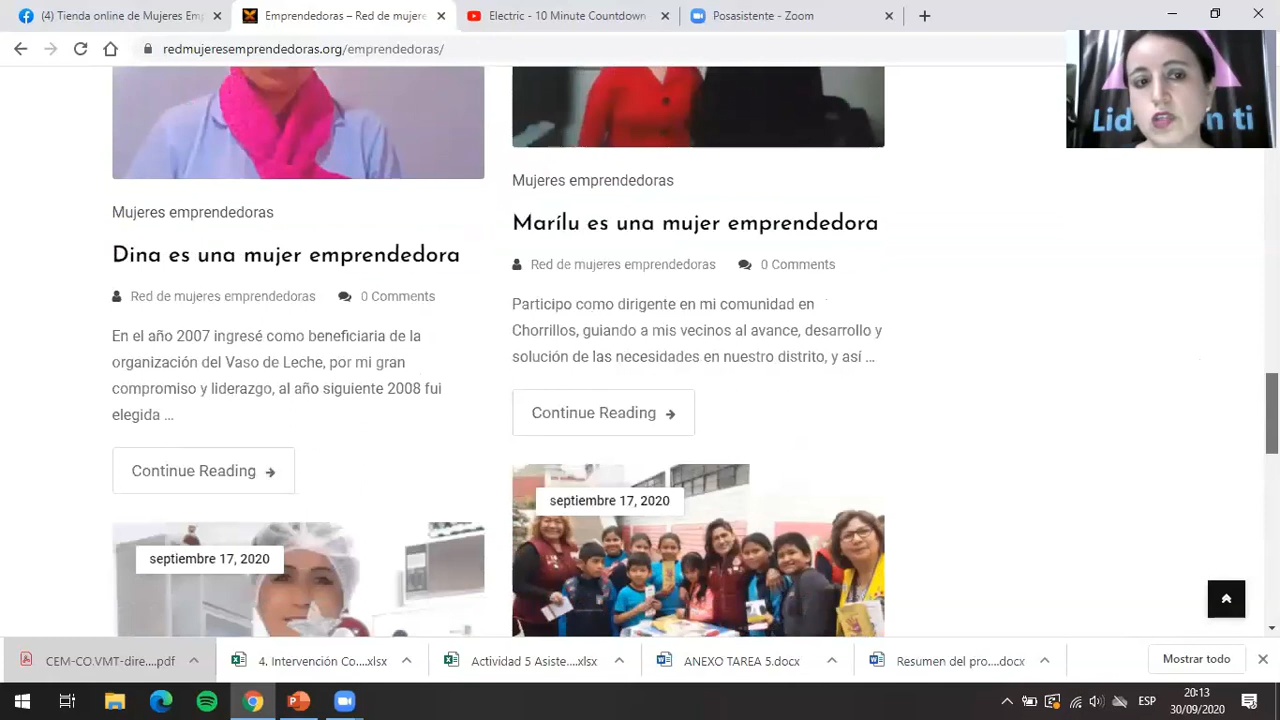 (4) Tienda online de Mujeres Em
Emprendedoras – Red de mujere
Electric - 10 Minute Countdown
Posasistente - Zoom
redmujeresemprendedoras.org/emprendedoras/
Mujeres emprendedoras
Dina es una mujer emprendedora
Red de mujeres emprendedoras 0 Comments
En el año 2007 ingresé como beneficiaria de la
organización del Vaso de Leche, por mi gran
compromiso y liderazgo, al año siguiente 2008 fui
elegida ...
Continue Reading
septiembre 17, 2020
Mujeres emprendedoras
Marílu es una mujer emprendedora
Red de mujeres emprendedoras 0 Comments
Participo como dirigente en mi comunidad en
Chorrillos, guiando a mis vecinos al avance, desarrollo y
solución de las necesidades en nuestro distrito, y así ...
Continue Reading
septiembre 17, 2020
CEM-CO.VMT-dire....pdf
4. Intervención Co....xlsx
Actividad 5 Asiste....xlsx
ANEXO TAREA 5.docx
Resumen del pro....docx
Mostrar todo
ESP
20:13
30/09/2020